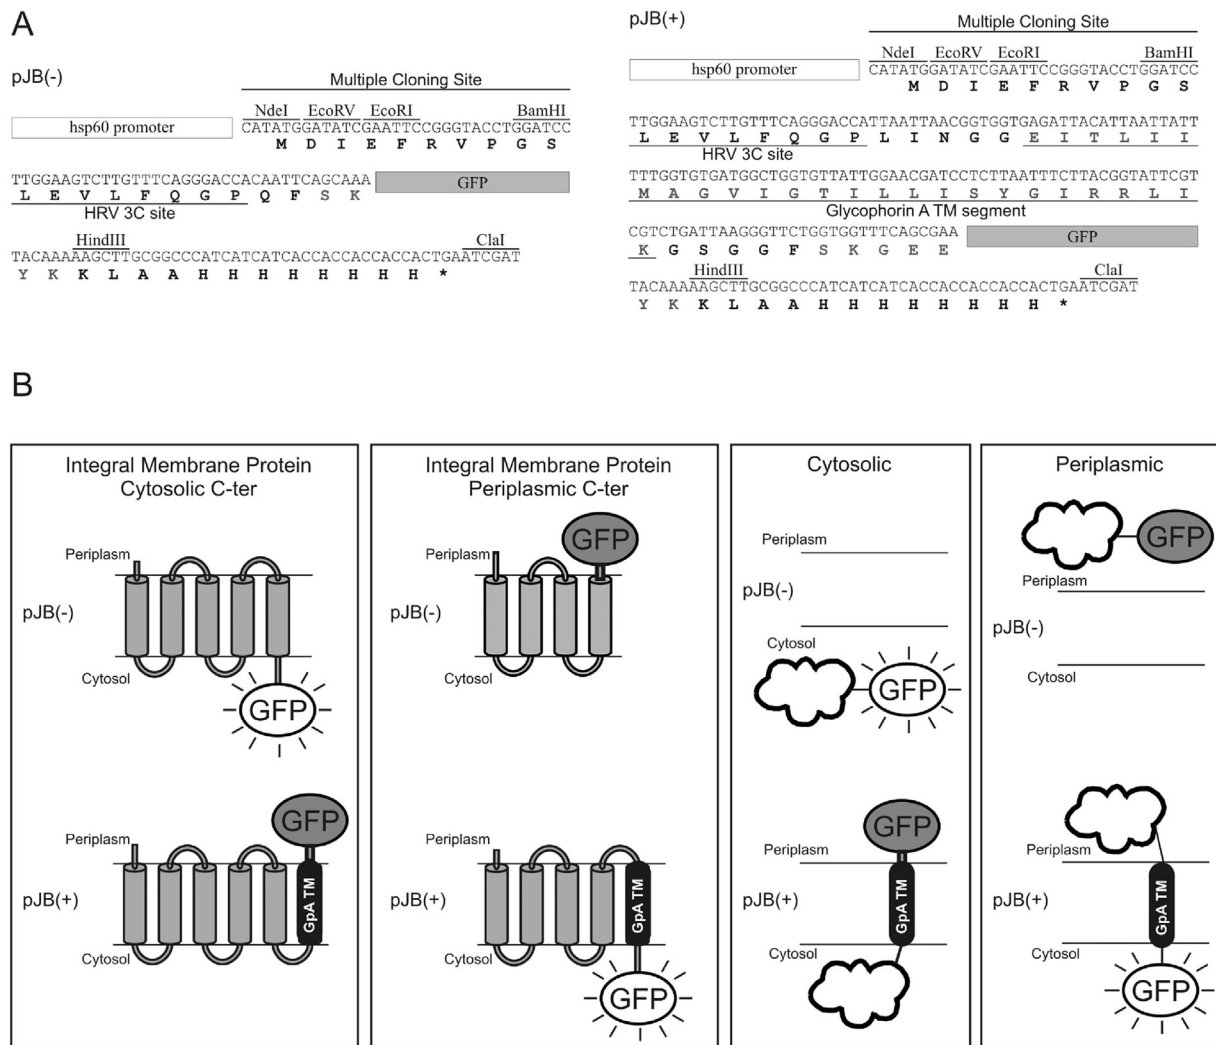 A
pJB(-)
Multiple Cloning Site
NdeI EcoRV EcoRI BamHI
hsp60 promoter
CATATGGATATCGAATTCCGGGTACCTGGATCC
M D I E F R V P G S
TTGGAAGTCTTGTTTCAGGGACCACAATTCAGCAAA
GFP
L E V L F Q G P Q F S K
HRV 3C site
HindIII ClaI
TACAAAAAGCTTGCGGCCCATCATCATCACCACCACCACCACTGAATCGAT
Y K K L A A H H H H H H H H *
pJB(+)
Multiple Cloning Site
NdeI EcoRV EcoRI BamHI
hsp60 promoter
CATATGGATATCGAATTCCGGGTACCTGGATCC
M D I E F R V P G S
TTGGAAGTCTTGTTTCAGGGACCATTAATTAACGGTGGTGAGATTACATTAATTATT
L E V L F Q G P L I N G G E I T L I I
HRV 3C site
TTTGGTGTGATGGCTGGTGTTATTGGAACGATCCTCTTAATTTCTTACGGTATTCGT
M A G V I G T I L L I S Y G I R R L I
Glycophorin A TM segment
CGTCTGATTAAGGGTTCTGGTGGTTTCAGCGAA
GFP
K G S G G F S K G E E
HindIII ClaI
TACAAAAAGCTTGCGGCCCATCATCATCACCACCACCACCACTGAATCGAT
Y K K L A A H H H H H H H H *
B
Integral Membrane Protein
Cytosolic C-ter
Periplasm
pJB(-)
Cytosol
GFP
GFP
Periplasm
pJB(+)
GpA TM
Cytosol
Integral Membrane Protein
Periplasmic C-ter
GFP
Periplasm
pJB(-)
Cytosol
Periplasm
pJB(+)
GpA TM
Cytosol
GFP
Cytosolic
Periplasm
pJB(-)
Cytosol
GFP
GFP
Periplasm
pJB(+)
GpA TM
Cytosol
Periplasmic
GFP
Periplasm
pJB(-)
Cytosol
Periplasm
pJB(+)
GpA TM
Cytosol
GFP